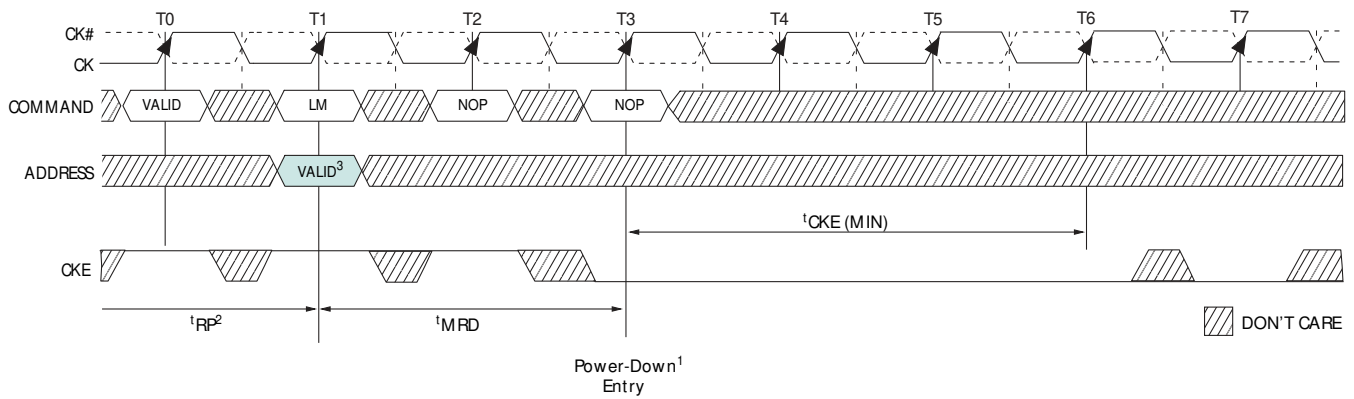 T0 T1 T2 T3 T4 T5 T6 T7
CK#
CK
COMMAND VALID LM NOP NOP
ADDRESS VALID³
ᵗCKE (MIN)
CKE
ᵗRP² ᵗMRD
DON'T CARE
Power-Down¹
Entry